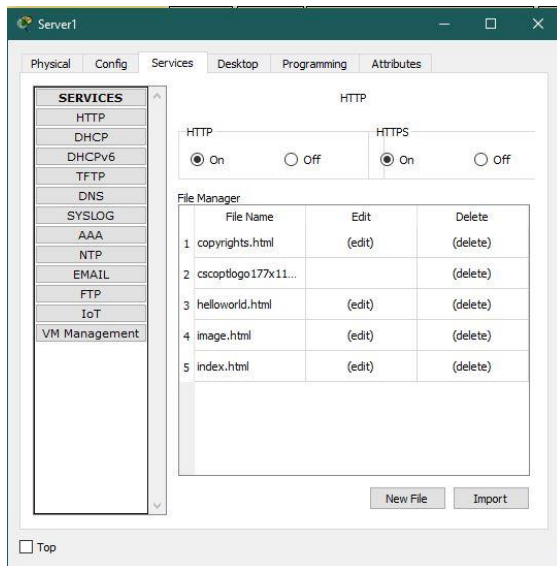 Server1
Physical Config Services Desktop Programming Attributes
SERVICES
HTTP
DHCP
DHCPv6
TFTP
DNS
SYSLOG
AAA
NTP
EMAIL
FTP
IoT
VM Management
HTTP
HTTP
On Off
HTTPS
On Off
File Manager
File Name Edit Delete
1 copyrights.html (edit) (delete)
2 cscoptlogo177x11... (delete)
3 helloworld.html (edit) (delete)
4 image.html (edit) (delete)
5 index.html (edit) (delete)
New File Import
Top